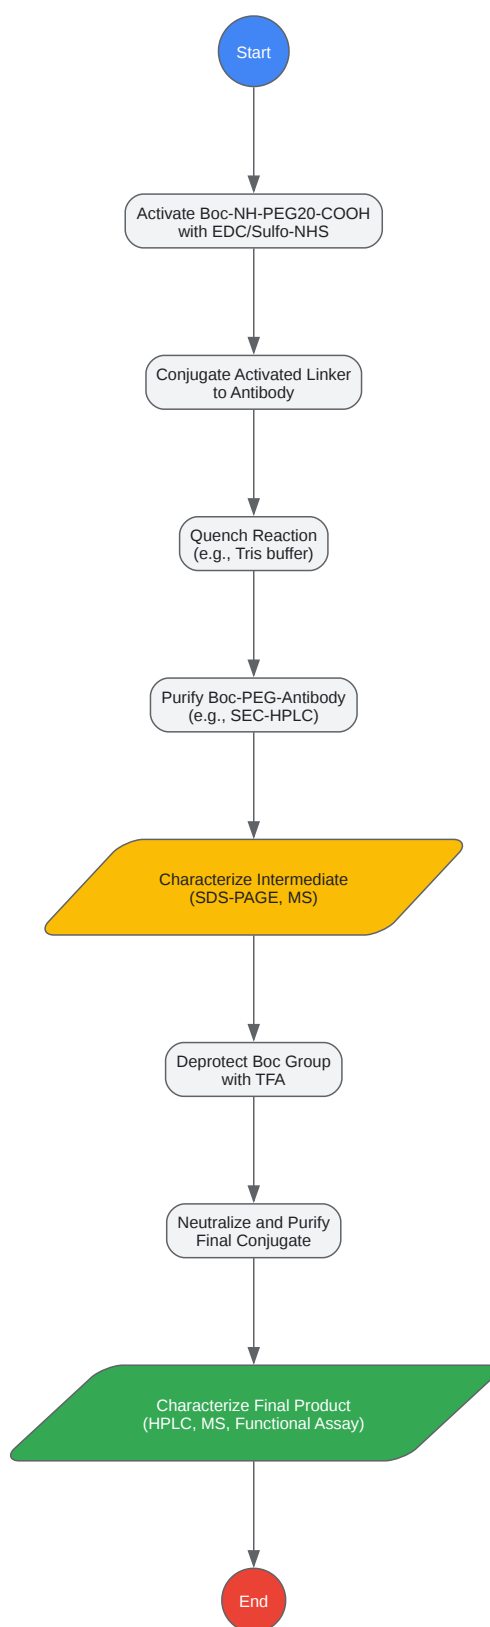 Start
Activate Boc-NH-PEG20-COOH
with EDC/Sulfo-NHS
Conjugate Activated Linker
to Antibody
Quench Reaction
(e.g., Tris buffer)
Purify Boc-PEG-Antibody
(e.g., SEC-HPLC)
Characterize Intermediate
(SDS-PAGE, MS)
Deprotect Boc Group
with TFA
Neutralize and Purify
Final Conjugate
Characterize Final Product
(HPLC, MS, Functional Assay)
End